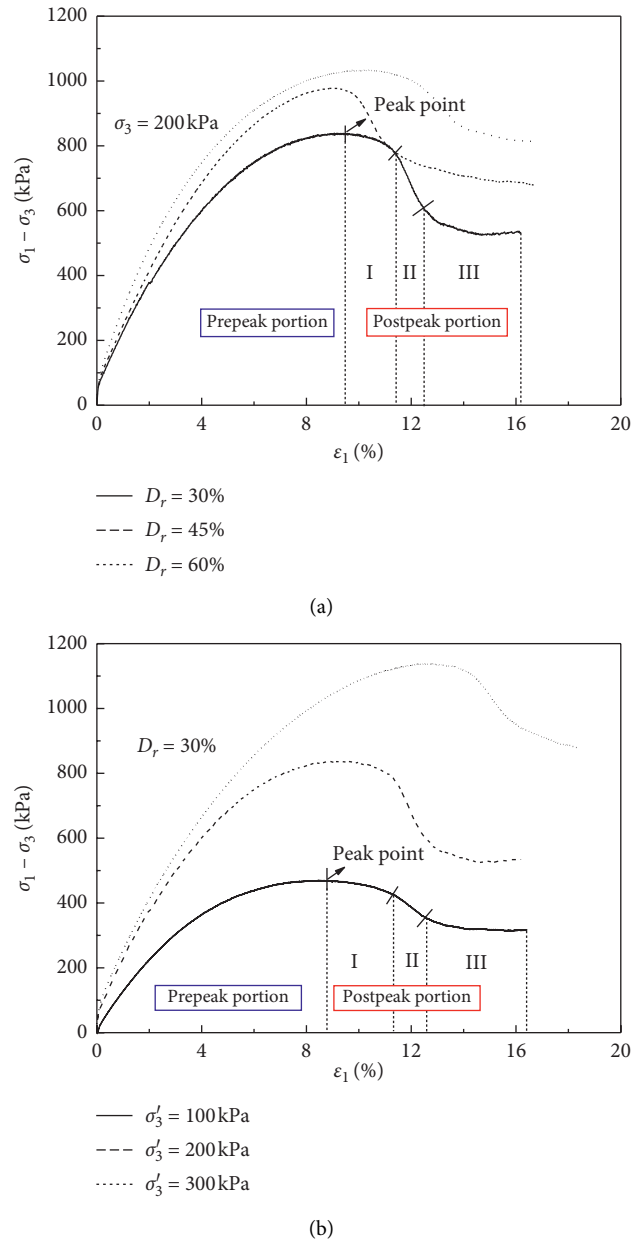 1200
1000
800
600
400
200
0
σ1 – σ3 (kPa)
σ3 = 200 kPa
Peak point
I II III
Prepeak portion Postpeak portion
0 4 8 12 16 20
ε1 (%)
Dr = 30%
Dr = 45%
Dr = 60%
(a)
1200
1000
800
600
400
200
0
σ1 – σ3 (kPa)
Dr = 30%
Peak point
I II III
Prepeak portion Postpeak portion
0 4 8 12 16 20
ε1 (%)
σ′3 = 100 kPa
σ′3 = 200 kPa
σ′3 = 300 kPa
(b)